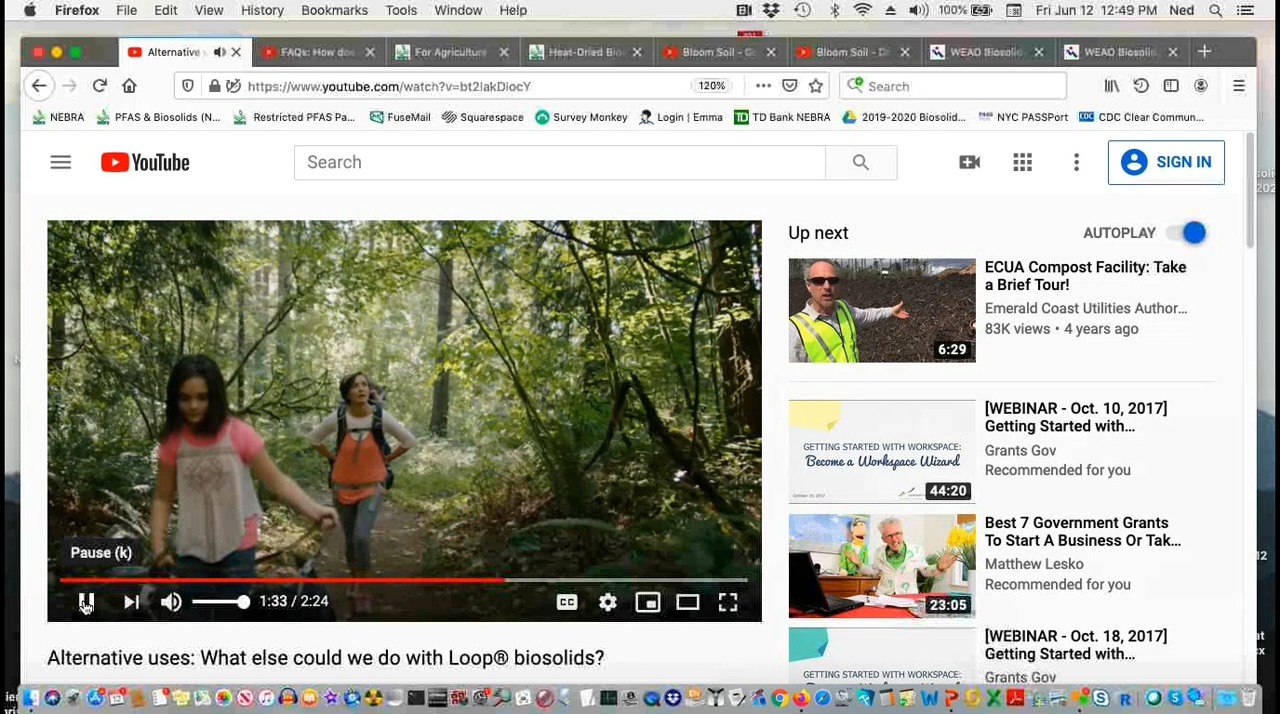 Firefox File Edit View History Bookmarks Tools Window Help 100% Fri Jun 12 12:49 PM Ned
Alternative FAQs: How do For Agriculture Heat-Dried Bio Bloom Soil - G Bloom Soil - D WEAO Biosolid WEAO Biosolin
https://www.youtube.com/watch?v=bt2lakDiocY 120% Search
NEBRA PFAS & Biosolids (N... Restricted PFAS Pa... FuseMail Squarespace Survey Monkey Login | Emma TD Bank NEBRA 2019-2020 Biosolid... NYC PASSPort CDC Clear Commun...
YouTube Search SIGN IN
Up next AUTOPLAY
ECUA Compost Facility: Take
a Brief Tour!
Emerald Coast Utilities Author...
83K views • 4 years ago
6:29
[WEBINAR - Oct. 10, 2017]
Getting Started with...
Grants Gov
Recommended for you
GETTING STARTED WITH WORKSPACE:
Become a Workspace Wizard
44:20
Best 7 Government Grants
To Start A Business Or Tak...
Matthew Lesko
Recommended for you
23:05
[WEBINAR - Oct. 18, 2017]
Getting Started with...
Grants Gov
GETTING STARTED WITH WORKSPACE:
Pause (k)
1:33 / 2:24
CC
Alternative uses: What else could we do with Loop® biosolids?